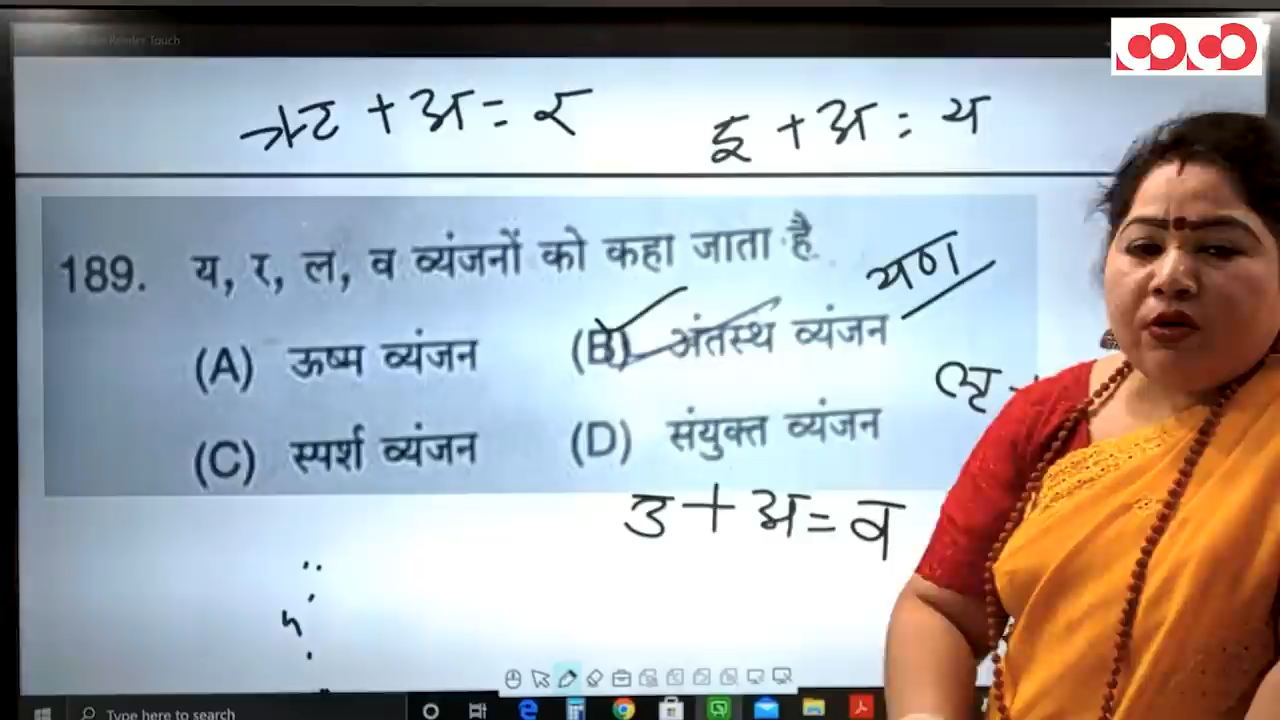 ऋ + अ = र
इ + अ = य
189. य, र, ल, व व्यंजनों को कहा जाता है
यण
(A) ऊष्म व्यंजन (B) अंतस्थ व्यंजन
लृ +
(C) स्पर्श व्यंजन (D) संयुक्त व्यंजन
उ + अ = व
Type here to search